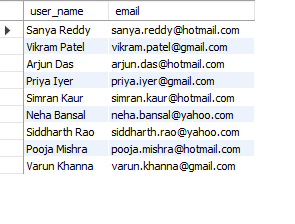 user_name email
Sanya Reddy sanya.reddy@hotmail.com
Vikram Patel vikram.patel@gmail.com
Arjun Das arjun.das@hotmail.com
Priya Iyer priya.iyer@gmail.com
Simran Kaur simran.kaur@hotmail.com
Neha Bansal neha.bansal@yahoo.com
Siddharth Rao siddharth.rao@yahoo.com
Pooja Mishra pooja.mishra@hotmail.com
Varun Khanna varun.khanna@gmail.com